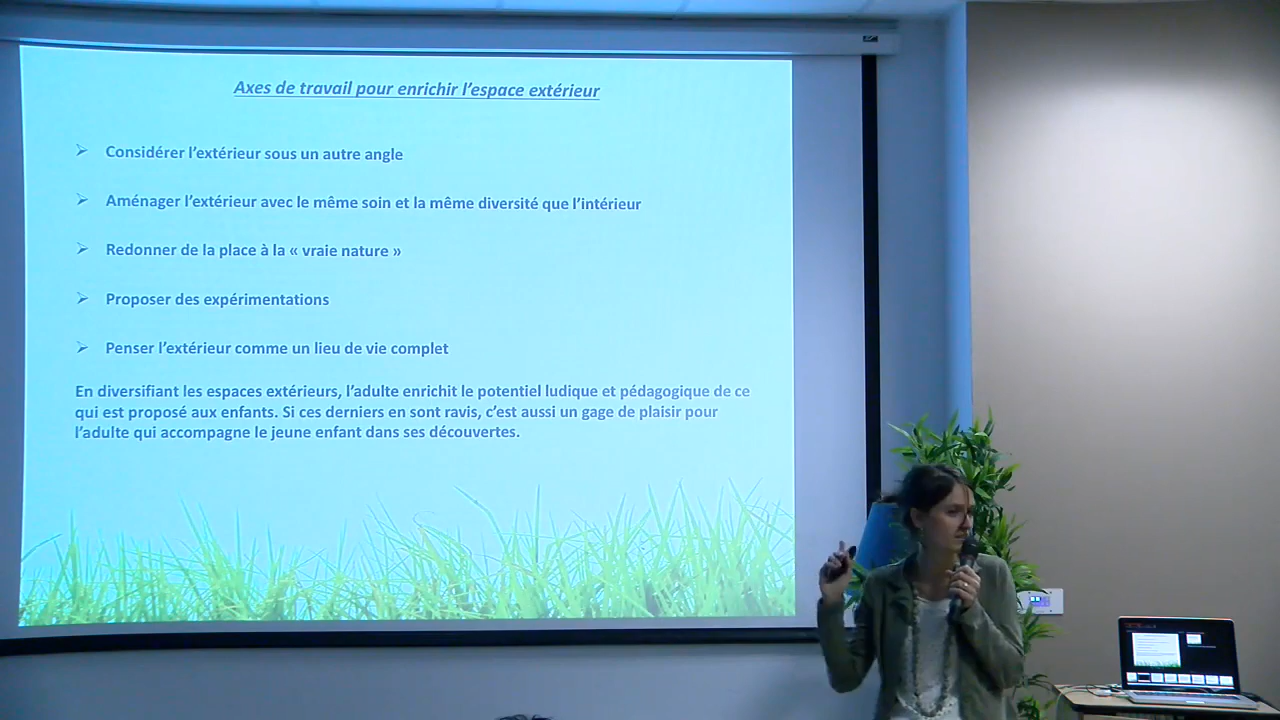 Axes de travail pour enrichir l'espace extérieur
➢ Considérer l'extérieur sous un autre angle
➢ Aménager l'extérieur avec le même soin et la même diversité que l'intérieur
➢ Redonner de la place à la « vraie nature »
➢ Proposer des expérimentations
➢ Penser l'extérieur comme un lieu de vie complet
En diversifiant les espaces extérieurs, l'adulte enrichit le potentiel ludique et pédagogique de ce
qui est proposé aux enfants. Si ces derniers en sont ravis, c'est aussi un gage de plaisir pour
l'adulte qui accompagne le jeune enfant dans ses découvertes.